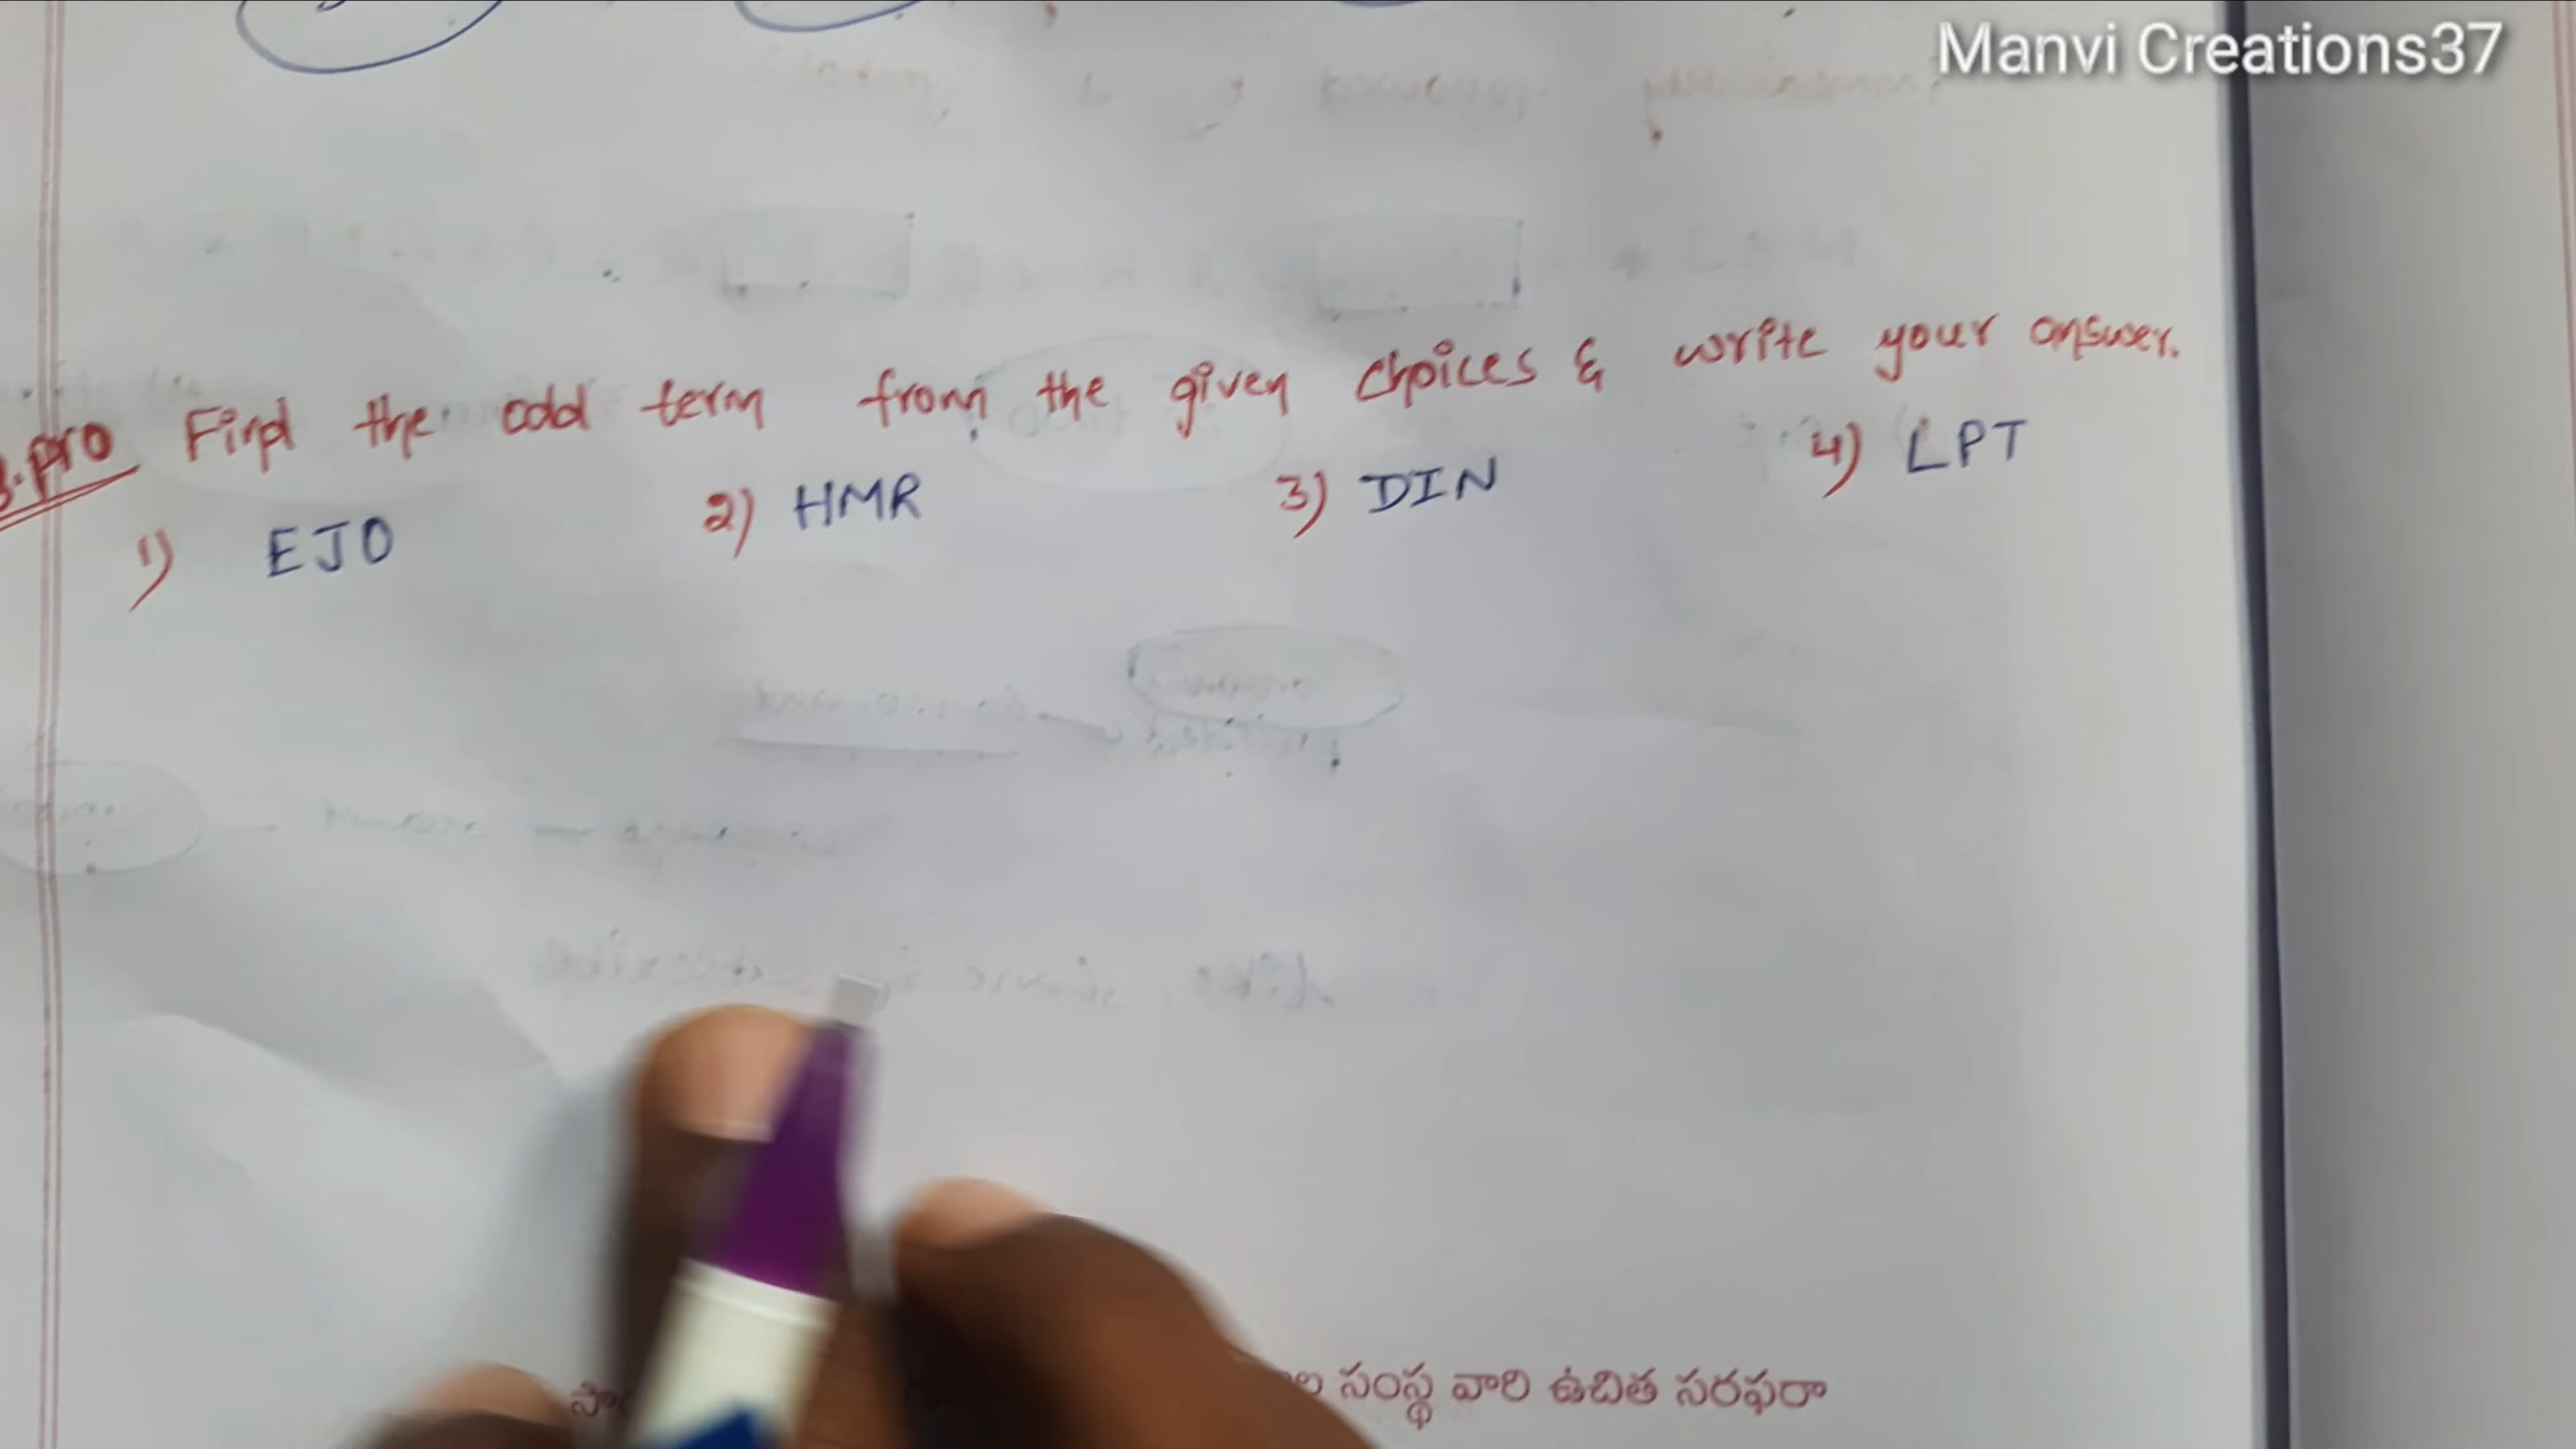 Manvi Creations37
pro Find the odd term from the given choices & write your answer.
1) EJO 2) HMR 3) DIN 4) LPT
సంస్థ వారి ఉచిత సరఫరా